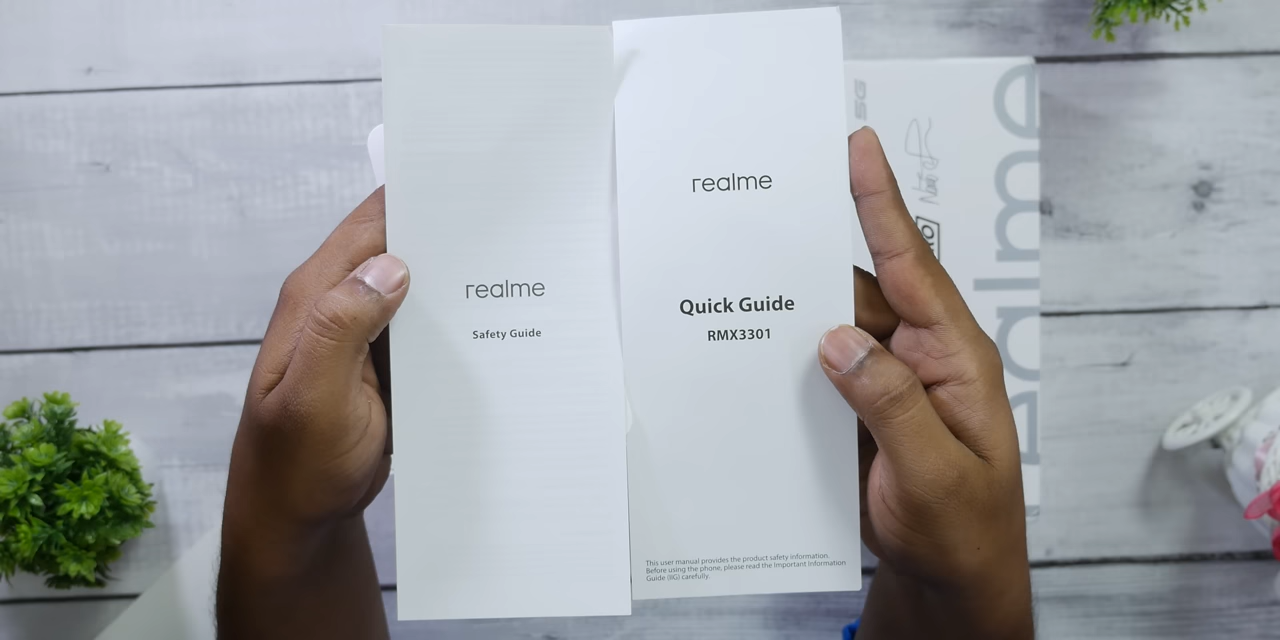 realme
Safety Guide
realme
Quick Guide
RMX3301
This user manual provides the product safety information.
Before using the phone, please read the Important Information
Guide (IIG) carefully.
5G
realme